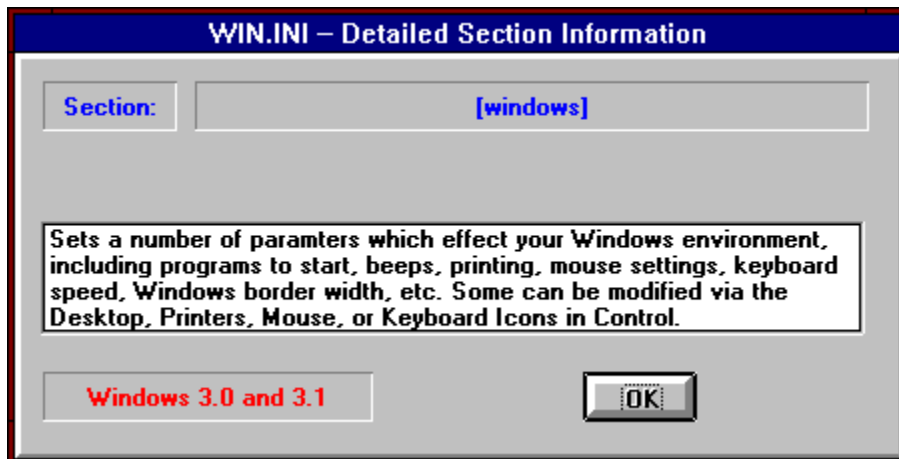 WIN.INI – Detailed Section Information
Section:
[windows]
Sets a number of paramters which effect your Windows environment,
including programs to start, beeps, printing, mouse settings, keyboard
speed, Windows border width, etc. Some can be modified via the
Desktop, Printers, Mouse, or Keyboard Icons in Control.
Windows 3.0 and 3.1
OK